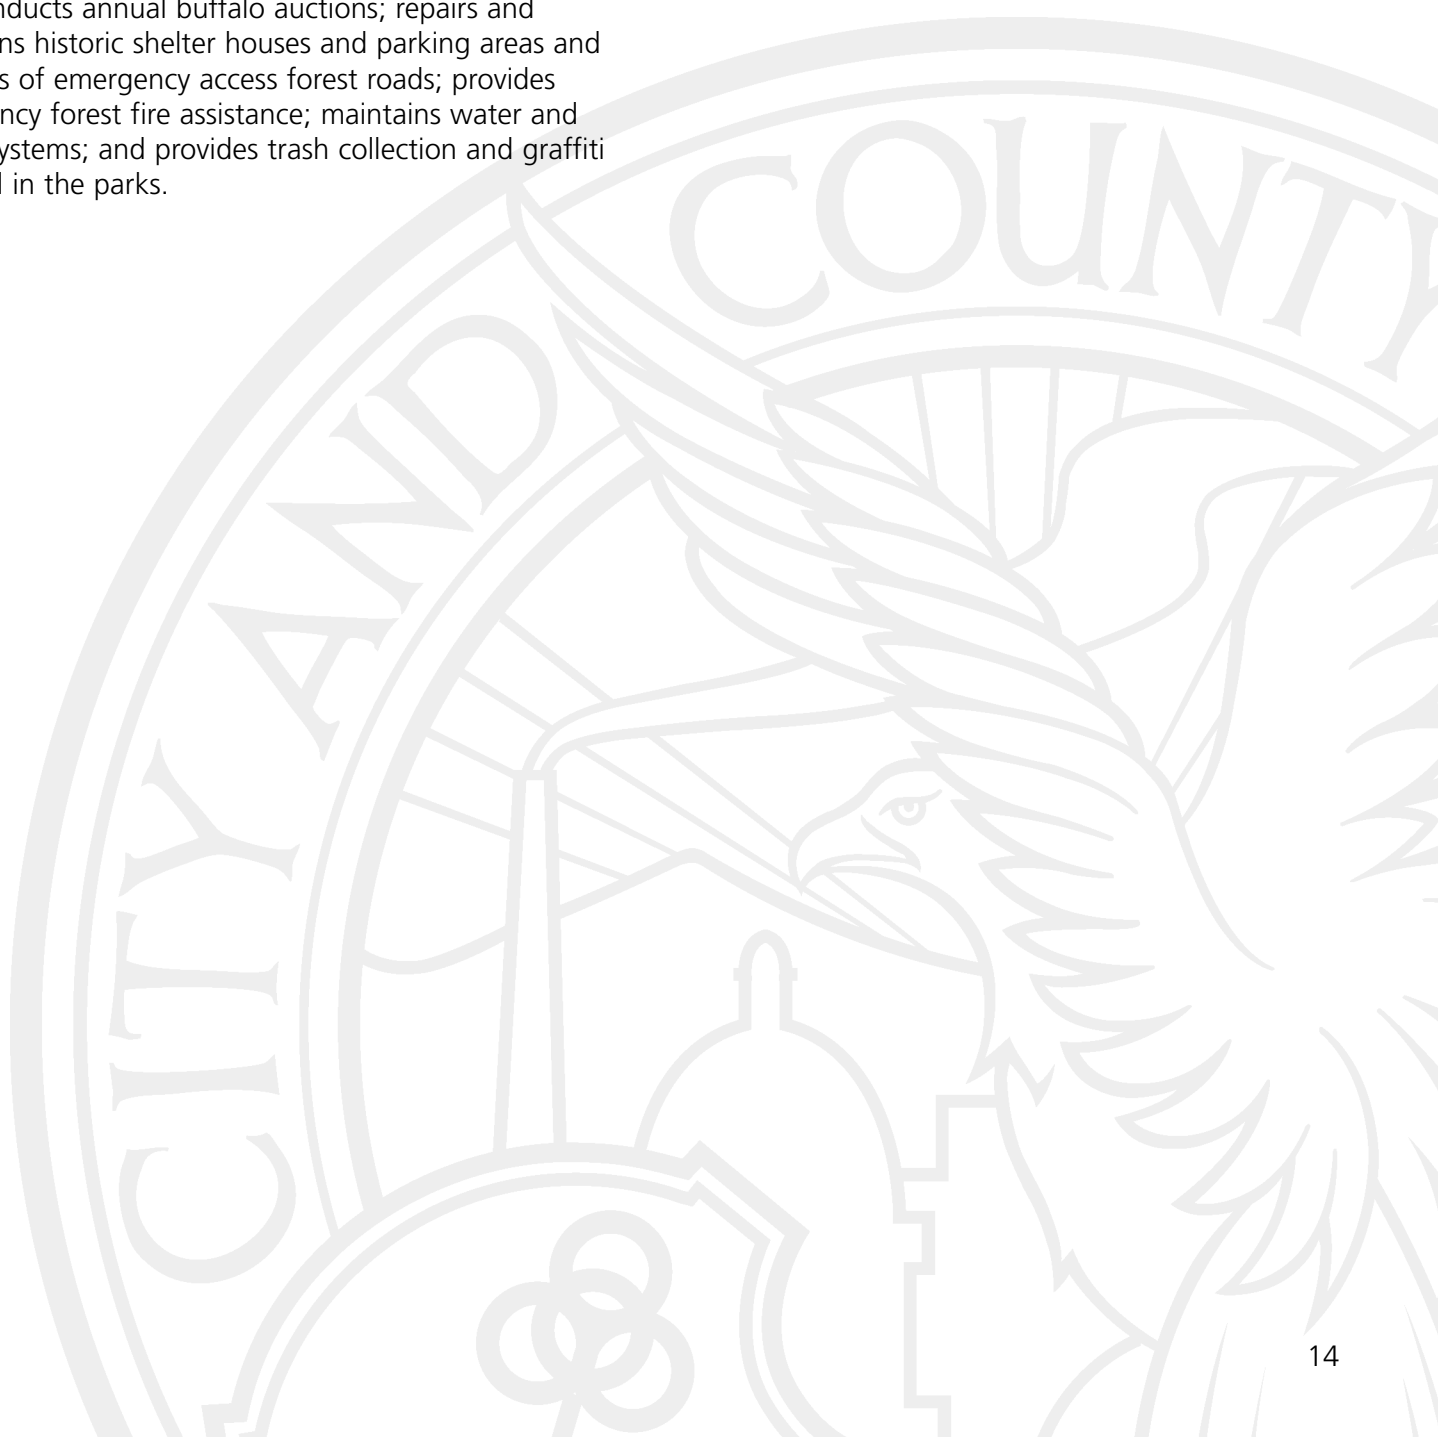 nducts annual buffalo auctions; repairs and
ns historic shelter houses and parking areas and
s of emergency access forest roads; provides
ncy forest fire assistance; maintains water and
ystems; and provides trash collection and graffiti
in the parks.
CITY AND COUNTY
14